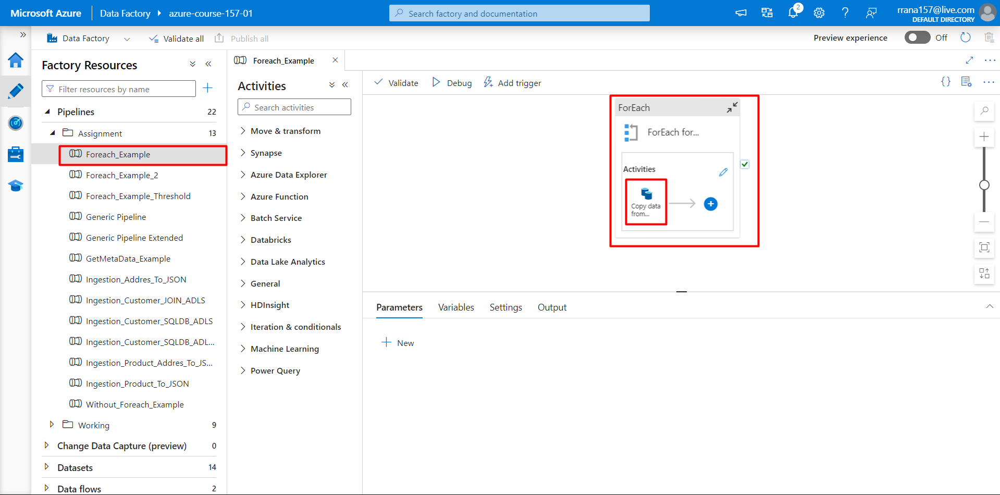 Microsoft Azure
Data Factory
azure-course-157-01
Search factory and documentation
2
rrana157@live.com
DEFAULT DIRECTORY
Data Factory
Validate all
Publish all
Preview experience
Off
Factory Resources
Filter resources by name
Pipelines 22
Assignment 13
Foreach_Example
Foreach_Example_2
Foreach_Example_Threshold
Generic Pipeline
Generic Pipeline Extended
GetMetaData_Example
Ingestion_Addres_To_JSON
Ingestion_Customer_JOIN_ADLS
Ingestion_Customer_SQLDB_ADLS
Ingestion_Customer_SQLDB_ADL...
Ingestion_Product_Addres_To_JS...
Ingestion_Product_To_JSON
Without_Foreach_Example
Working 9
Change Data Capture (preview) 0
Datasets 14
Data flows 2
Foreach_Example
Activities
Search activities
Move & transform
Synapse
Azure Data Explorer
Azure Function
Batch Service
Databricks
Data Lake Analytics
General
HDInsight
Iteration & conditionals
Machine Learning
Power Query
Validate
Debug
Add trigger
ForEach
ForEach for...
Activities
Copy data
from...
Parameters
Variables
Settings
Output
New